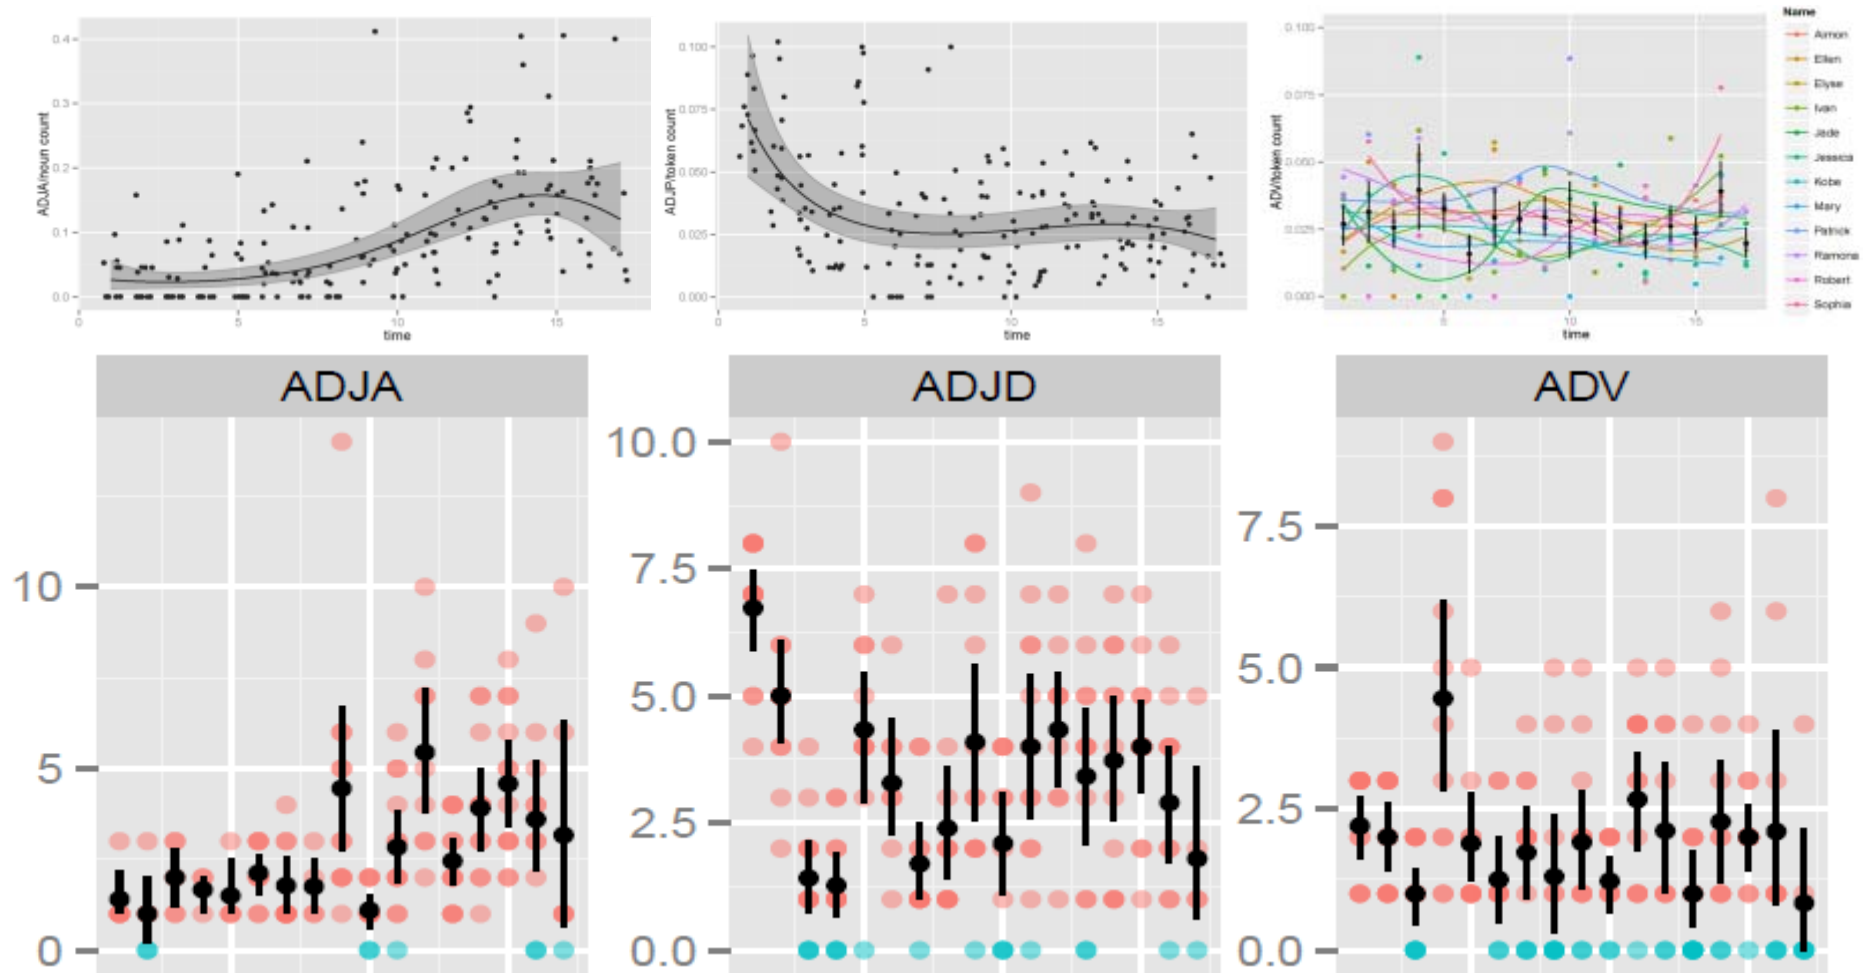 ADJA/noun count
0.4
0.3
0.2
0.1
0.0
0
5
10
15
time
ADJP/token count
0.100
0.075
0.050
0.025
0.000
0
5
10
15
time
ADV/token count
0.100
0.075
0.050
0.025
0.000
5
10
15
time
Name
Aimon
Ellen
Elyse
Ivan
Jade
Jessica
Kobe
Mary
Patrick
Ramona
Robert
Sophia
ADJA
10
5
0
ADJD
10.0
7.5
5.0
2.5
0.0
ADV
7.5
5.0
2.5
0.0